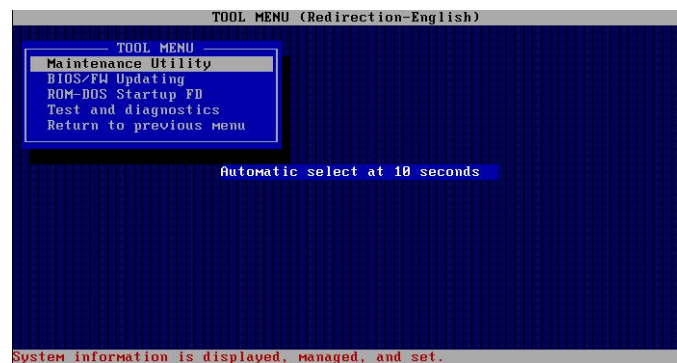 TOOL MENU (Redirection-English)
TOOL MENU
Maintenance Utility
BIOS/FW Updating
ROM-DOS Startup FD
Test and diagnostics
Return to previous menu
Automatic select at 10 seconds
System information is displayed, managed, and set.